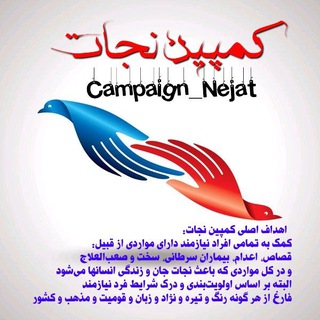 کمپین نجات
Campaign_Nejat
اهداف اصلی کمپین نجات:
کمک به تمامی افراد نیازمند دارای مواردی از قبیل:
قصاص، اعدام، بیماران سرطانی، سخت و صعب‌العلاج
و در کل مواردی که باعث نجات جان و زندگی انسانها می‌شود
البته بر اساس اولویت‌بندی و درک شرایط فرد نیازمند
فارغ از هر گونه رنگ و تیره و نژاد و زبان و قومیت و مذهب و کشور